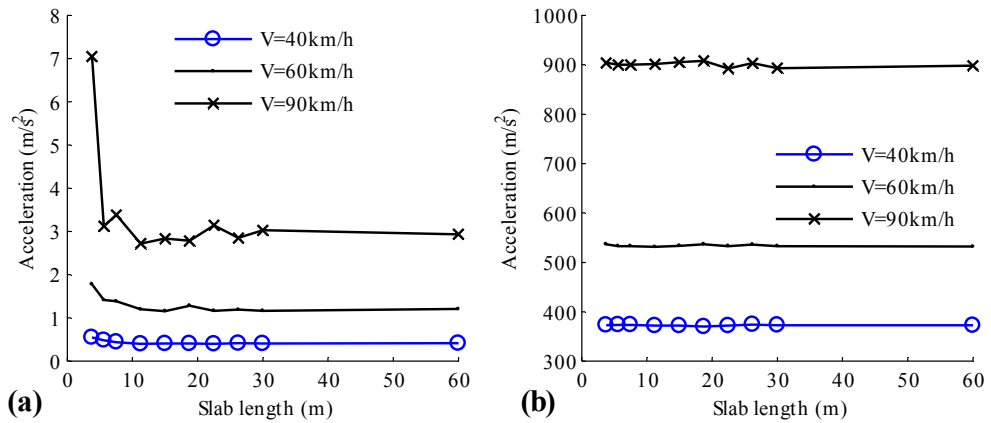 8
7
6
5
4
3
2
1
0
Acceleration (m/s²)
V=40km/h
V=60km/h
V=90km/h
0 10 20 30 40 50 60
Slab length (m)
(a)
1000
900
800
700
600
500
400
300
Acceleration (m/s²)
V=40km/h
V=60km/h
V=90km/h
0 10 20 30 40 50 60
Slab length (m)
(b)